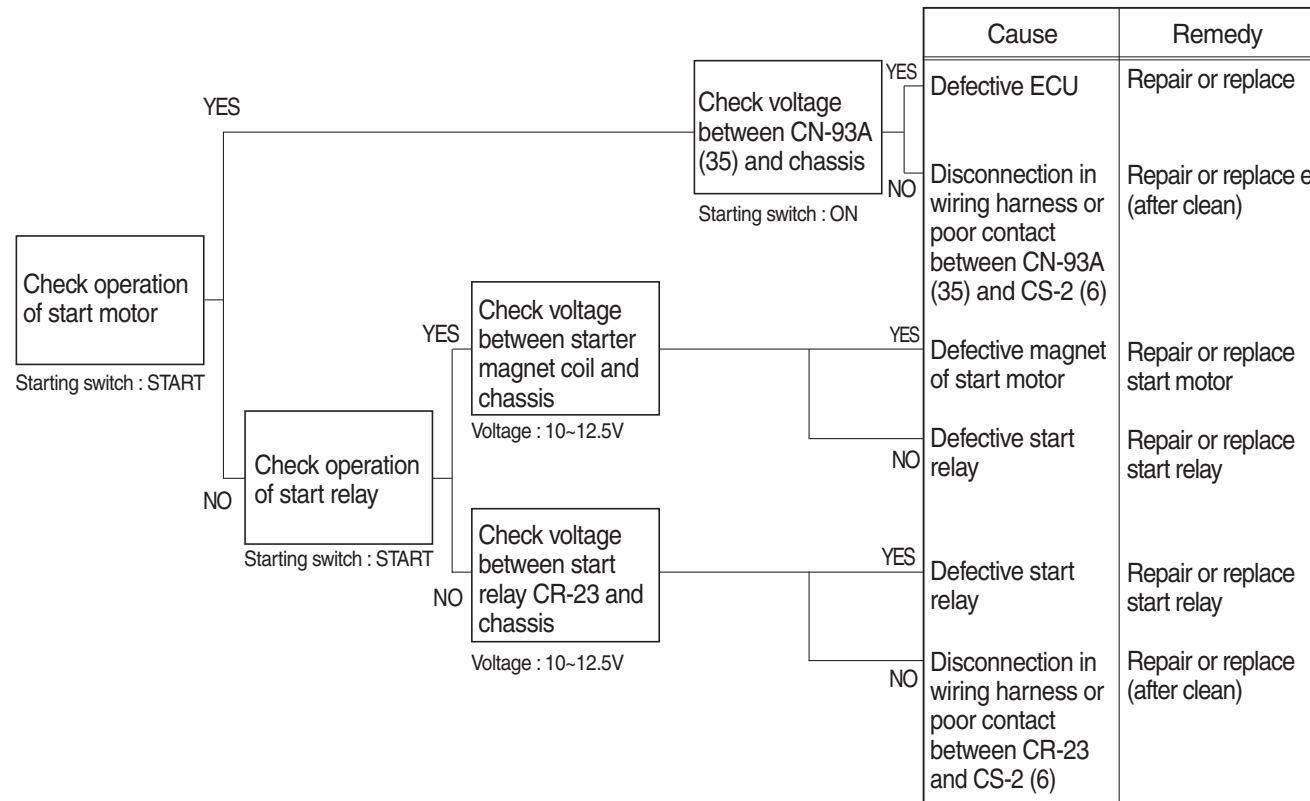 Cause
Remedy
YES
Check voltage
between CN-93A
(35) and chassis
Starting switch : ON
YES
Defective ECU
Repair or replace
NO
Disconnection in
wiring harness or
poor contact
between CN-93A
(35) and CS-2 (6)
Repair or replace e
(after clean)
Check operation
of start motor
Starting switch : START
YES
Check voltage
between starter
magnet coil and
chassis
Voltage : 10~12.5V
YES
Defective magnet
of start motor
Repair or replace
start motor
NO
Defective start
relay
Repair or replace
start relay
NO
Check operation
of start relay
Starting switch : START
NO
Check voltage
between start
relay CR-23 and
chassis
Voltage : 10~12.5V
YES
Defective start
relay
Repair or replace
start relay
NO
Disconnection in
wiring harness or
poor contact
between CR-23
and CS-2 (6)
Repair or replace
(after clean)